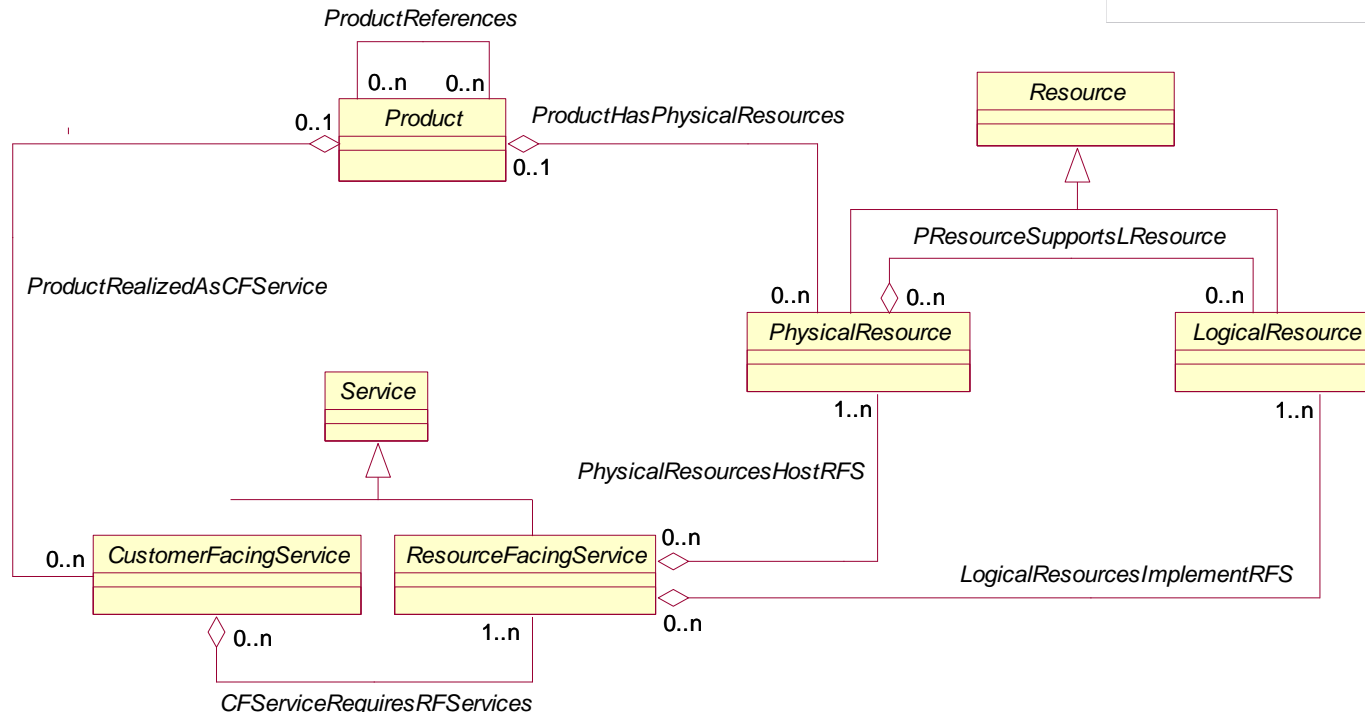 ProductReferences
0..n
0..n
Resource
Product
ProductHasPhysicalResources
0..1
0..1
PResourceSupportsLResource
ProductRealizedAsCFService
0..n
0..n
0..n
PhysicalResource
LogicalResource
Service
1..n
1..n
PhysicalResourcesHostRFS
0..n
0..n
CustomerFacingService
ResourceFacingService
LogicalResourcesImplementRFS
0..n
1..n
0..n
CFServiceRequiresRFServices